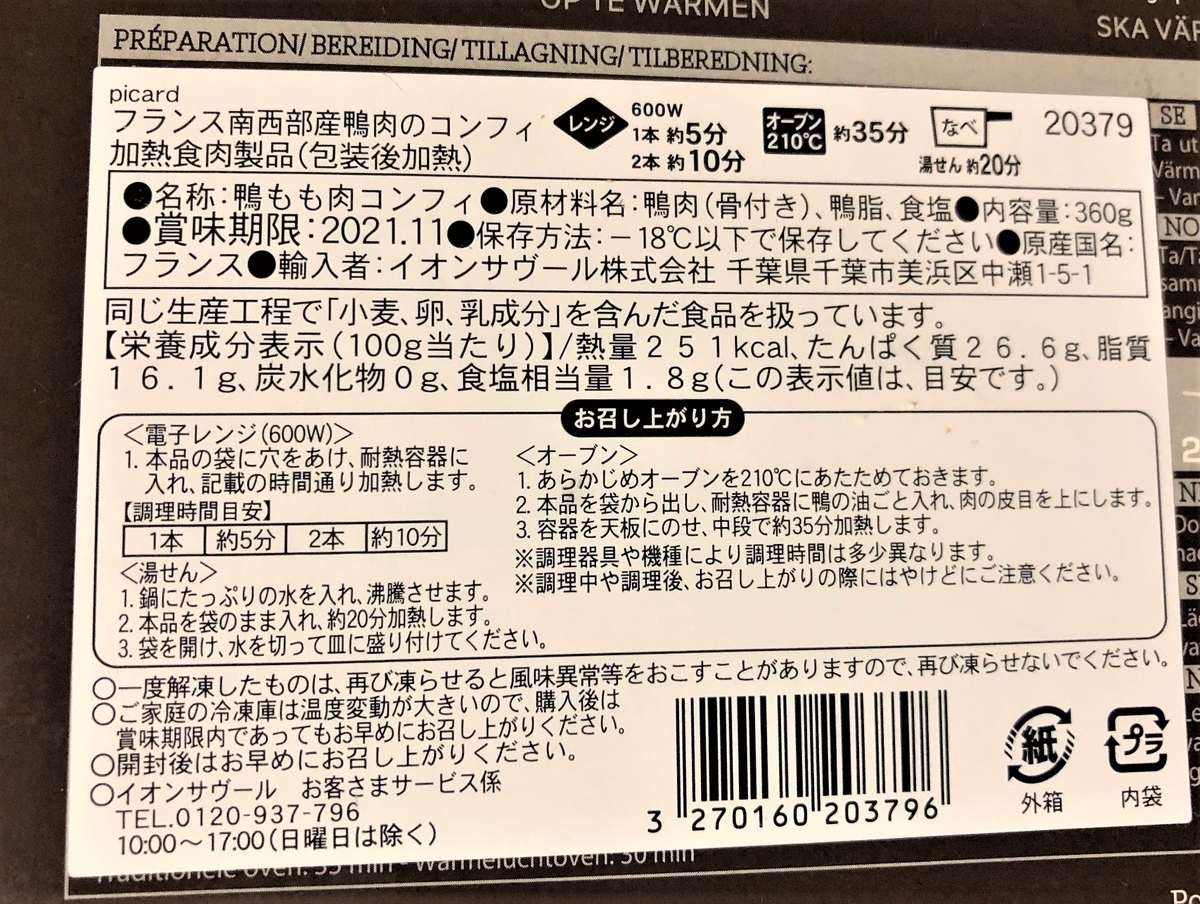 OP TE WARMEN
SKA VÄR
PRÉPARATION/ BEREIDING/ TILLAGNING/ TILBEREDNING:
picard
フランス南西部産鴨肉のコンフィ
加熱食肉製品(包装後加熱)
レンジ
600W
1本 約5分
2本 約10分
オーブン
210℃
約35分
なべ
湯せん 約20分
20379
●名称:鴨もも肉コンフィ●原材料名:鴨肉(骨付き)、鴨脂、食塩●内容量:360g
●賞味期限:2021.11●保存方法:－18℃以下で保存してください●原産国名:
フランス●輸入者:イオンサヴール株式会社 千葉県千葉市美浜区中瀬1-5-1
同じ生産工程で「小麦、卵、乳成分」を含んだ食品を扱っています。
【栄養成分表示(100g当たり)】/熱量２５１kcal、たんぱく質２６.６g、脂質
１６.１g、炭水化物０g、食塩相当量１.８g(この表示値は、目安です。)
お召し上がり方
＜電子レンジ(600W)＞
1. 本品の袋に穴をあけ、耐熱容器に
入れ、記載の時間通り加熱します。
【調理時間目安】
1本 約5分 2本 約10分
＜湯せん＞
1. 鍋にたっぷりの水を入れ、沸騰させます。
2. 本品を袋のまま入れ、約20分加熱します。
3. 袋を開け、水を切って皿に盛り付けてください。
＜オーブン＞
1. あらかじめオーブンを210℃にあたためておきます。
2. 本品を袋から出し、耐熱容器に鴨の油ごと入れ、肉の皮目を上にします。
3. 容器を天板にのせ、中段で約35分加熱します。
※調理器具や機種により調理時間は多少異なります。
※調理中や調理後、お召し上がりの際にはやけどにご注意ください。
○一度解凍したものは、再び凍らせると風味異常等をおこすことがありますので、再び凍らせないでください。
○ご家庭の冷凍庫は温度変動が大きいので、購入後は
賞味期限内であってもお早めにお召し上がりください。
○開封後はお早めにお召し上がりください。
○イオンサヴール お客さまサービス係
TEL.0120-937-796
10:00～17:00(日曜日は除く)
3 270160 203796
紙
外箱
プラ
内袋
Traditionele oven: 35 min - Warmeluchtoven: 30 min
SE
NO